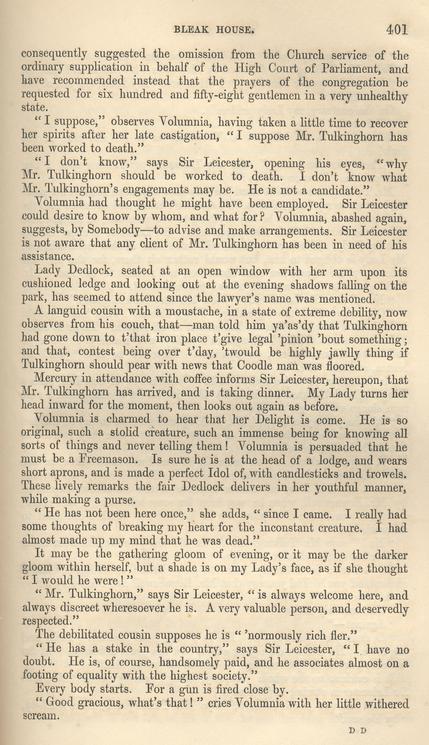 BLEAK HOUSE. 401
consequently suggested the omission from the Church service of the
ordinary supplication in behalf of the High Court of Parliament, and
have recommended instead that the prayers of the congregation be
requested for six hundred and fifty-eight gentlemen in a very unhealthy
state.
“I suppose,” observes Volumnia, having taken a little time to recover
her spirits after her late castigation, “I suppose Mr. Tulkinghorn has
been worked to death.”
“I don't know,” says Sir Leicester, opening his eyes, “why
Mr. Tulkinghorn should be worked to death. I don't know what
Mr. Tulkinghorn's engagements may be. He is not a candidate.”
Volumnia had thought he might have been employed. Sir Leicester
could desire to know by whom, and what for? Volumnia, abashed again,
suggests, by Somebody—to advise and make arrangements. Sir Leicester
is not aware that any client of Mr. Tulkinghorn has been in need of his
assistance.
Lady Dedlock, seated at an open window with her arm upon its
cushioned ledge and looking out at the evening shadows falling on the
park, has seemed to attend since the lawyer's name was mentioned.
A languid cousin with a moustache, in a state of extreme debility, now
observes from his couch, that—man told him ya'as'dy that Tulkinghorn
had gone down to t'that iron place t'give legal 'pinion 'bout something;
and that, contest being over t'day, 'twould be highly jawlly thing if
Tulkinghorn should pear with news that Coodle man was floored.
Mercury in attendance with coffee informs Sir Leicester, hereupon, that
Mr. Tulkinghorn has arrived, and is taking dinner. My Lady turns her
head inward for the moment, then looks out again as before.
Volumnia is charmed to hear that her Delight is come. He is so
original, such a stolid creature, such an immense being for knowing all
sorts of things and never telling them! Volumnia is persuaded that he
must be a Freemason. Is sure he is at the head of a lodge, and wears
short aprons, and is made a perfect Idol of, with candlesticks and trowels.
These lively remarks the fair Dedlock delivers in her youthful manner,
while making a purse.
“He has not been here once,” she adds, “since I came. I really had
some thoughts of breaking my heart for the inconstant creature. I had
almost made up my mind that he was dead.”
It may be the gathering gloom of evening, or it may be the darker
gloom within herself, but a shade is on my Lady's face, as if she thought
“I would he were!”
“Mr. Tulkinghorn,” says Sir Leicester, “is always welcome here, and
always discreet wheresoever he is. A very valuable person, and deservedly
respected.”
The debilitated cousin supposes he is “'normously rich fler.”
“He has a stake in the country,” says Sir Leicester, “I have no
doubt. He is, of course, handsomely paid, and he associates almost on a
footing of equality with the highest society.”
Every body starts. For a gun is fired close by.
“Good gracious, what's that!” cries Volumnia with her little withered
scream.
D D